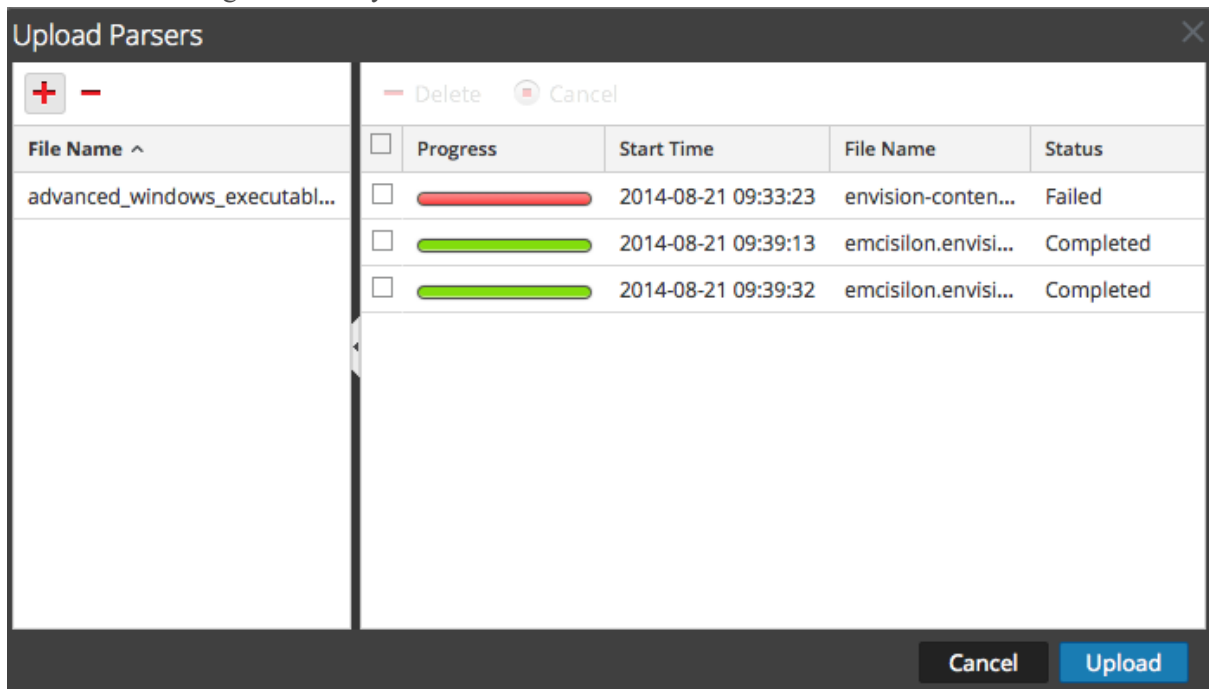 Upload Parsers
Delete Cancel
File Name
Progress Start Time File Name Status
advanced_windows_executabl...
2014-08-21 09:33:23 envision-conten... Failed
2014-08-21 09:39:13 emcisilon.envisi... Completed
2014-08-21 09:39:32 emcisilon.envisi... Completed
Cancel Upload